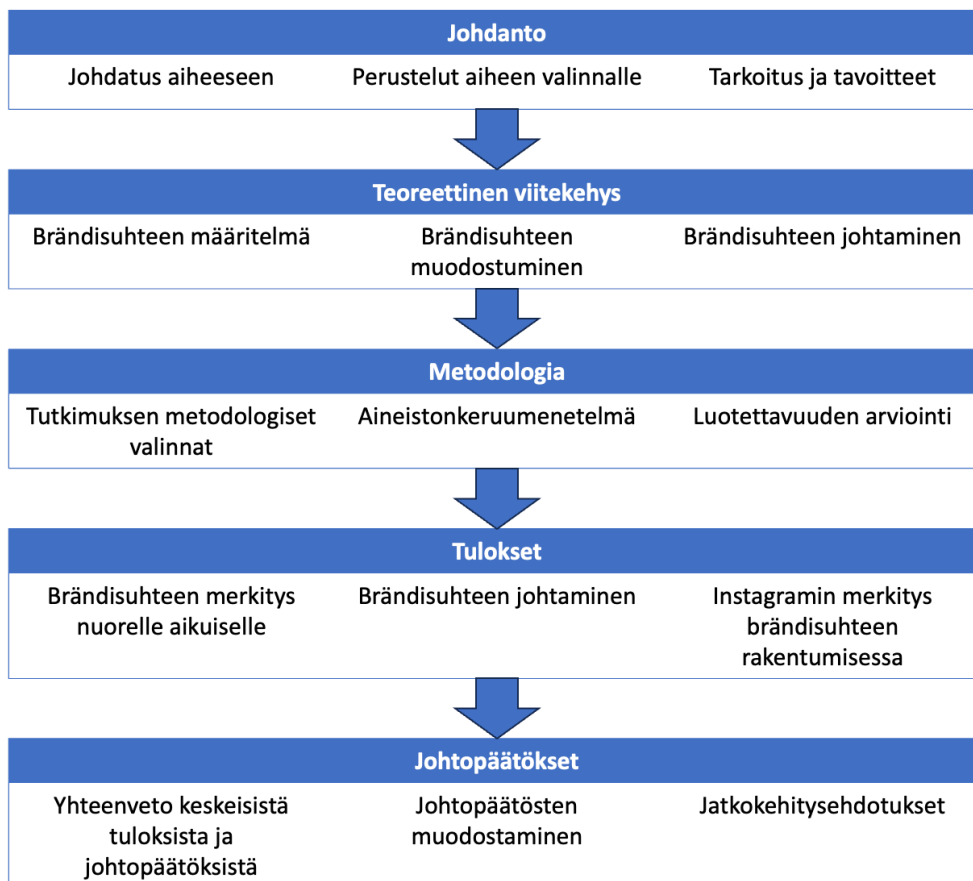 Johdanto
Johdatus aiheeseen
Perustelut aiheen valinnalle
Tarkoitus ja tavoitteet
Teoreettinen viitekehys
Brändisuhteen määritelmä
Brändisuhteen
muodostuminen
Brändisuhteen johtaminen
Metodologia
Tutkimuksen metodologiset
valinnat
Aineistonkeruumenetelmä
Luotettavuuden arviointi
Tulokset
Brändisuhteen merkitys
nuorelle aikuiselle
Brändisuhteen johtaminen
Instagramin merkitys
brändisuhteen
rakentumisessa
Johtopäätökset
Yhteenveto keskeisistä
tuloksista ja
johtopäätöksistä
Johtopäätösten
muodostaminen
Jatkokehitysehdotukset